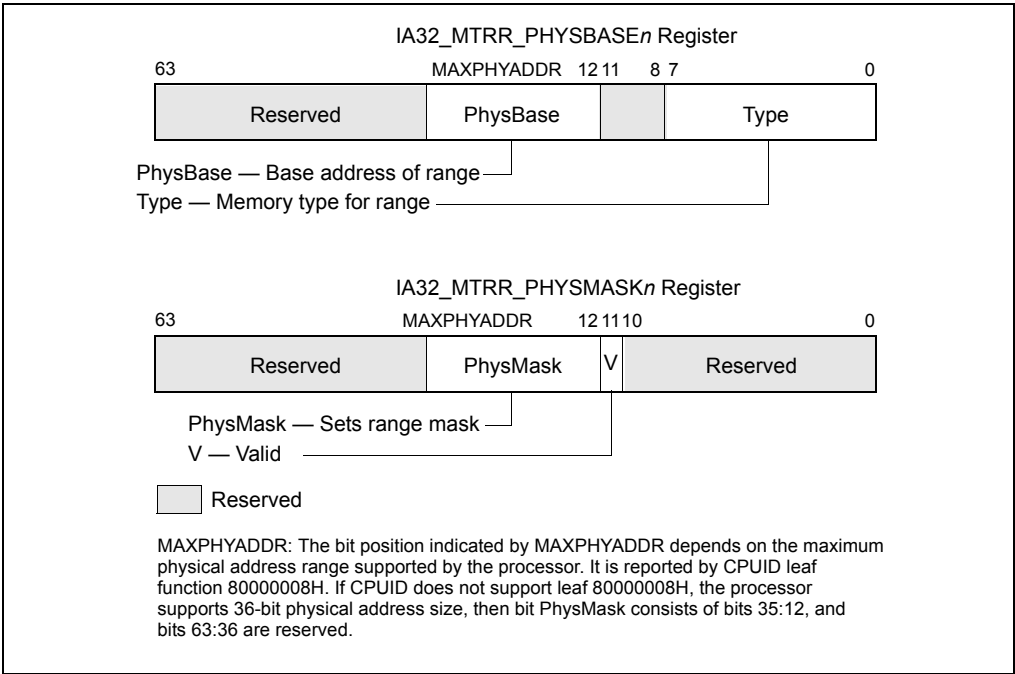 IA32_MTRR_PHYSBASEn Register
63 MAXPHYADDR 12 11 8 7 0
Reserved PhysBase Type
PhysBase — Base address of range
Type — Memory type for range
IA32_MTRR_PHYSMASKn Register
63 MAXPHYADDR 12 11 10 0
Reserved PhysMask V Reserved
PhysMask — Sets range mask
V — Valid
Reserved
MAXPHYADDR: The bit position indicated by MAXPHYADDR depends on the maximum
physical address range supported by the processor. It is reported by CPUID leaf
function 80000008H. If CPUID does not support leaf 80000008H, the processor
supports 36-bit physical address size, then bit PhysMask consists of bits 35:12, and
bits 63:36 are reserved.